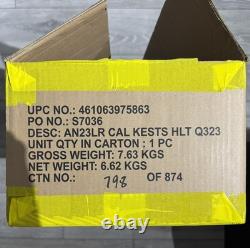 UPC NO.: 461063975863
PO NO.: S7036
DESC: AN23LR CAL KESTS HLT Q323
UNIT QTY IN CARTON : 1 PC
GROSS WEIGHT: 7.63 KGS
NET WEIGHT: 6.62 KGS
CTN NO.: 798 OF 874
ebay